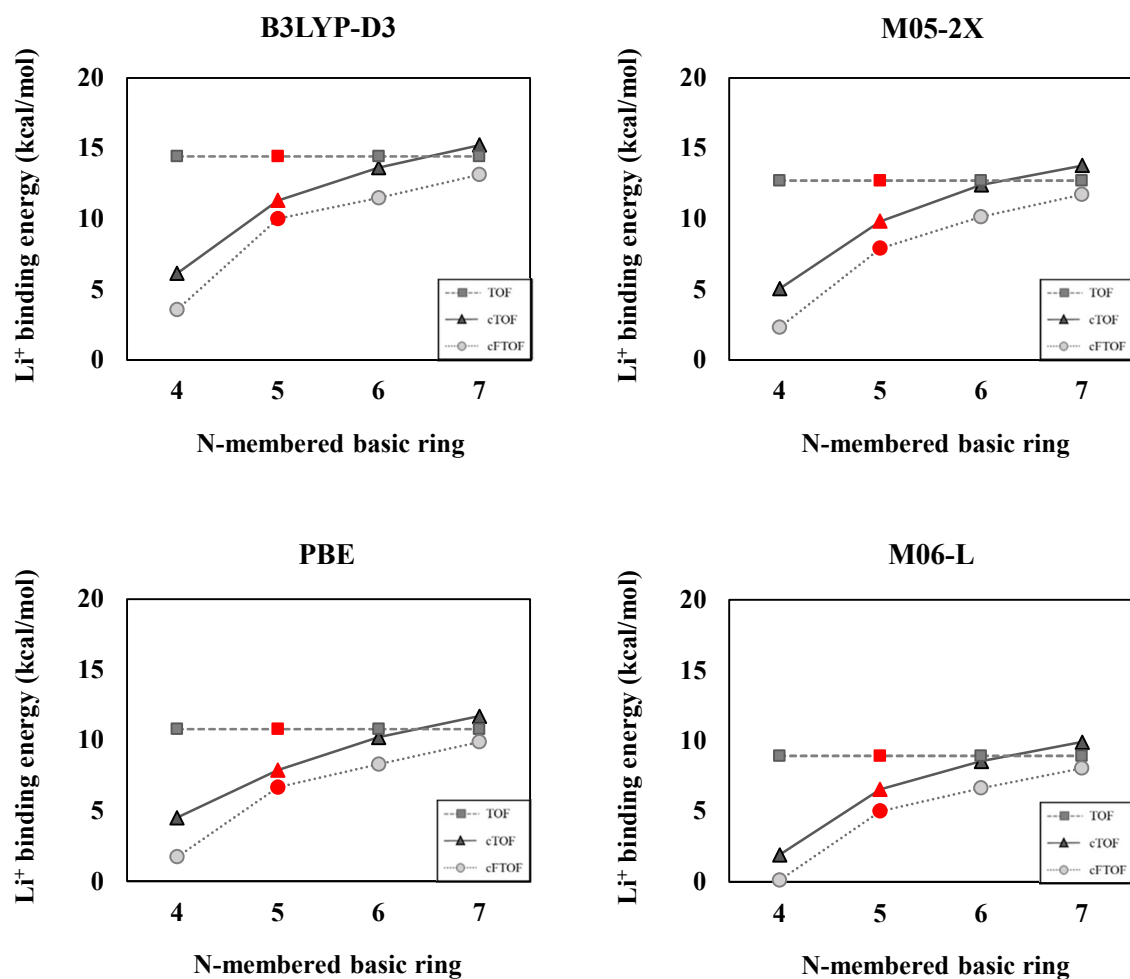 B3LYP-D3
Li⁺ binding energy (kcal/mol)
20
15
10
5
0
TOF
cTOF
cFTOF
4 5 6 7
N-membered basic ring
M05-2X
Li⁺ binding energy (kcal/mol)
20
15
10
5
0
TOF
cTOF
cFTOF
4 5 6 7
N-membered basic ring
PBE
Li⁺ binding energy (kcal/mol)
20
15
10
5
0
TOF
cTOF
cFTOF
4 5 6 7
N-membered basic ring
M06-L
Li⁺ binding energy (kcal/mol)
20
15
10
5
0
TOF
cTOF
cFTOF
4 5 6 7
N-membered basic ring